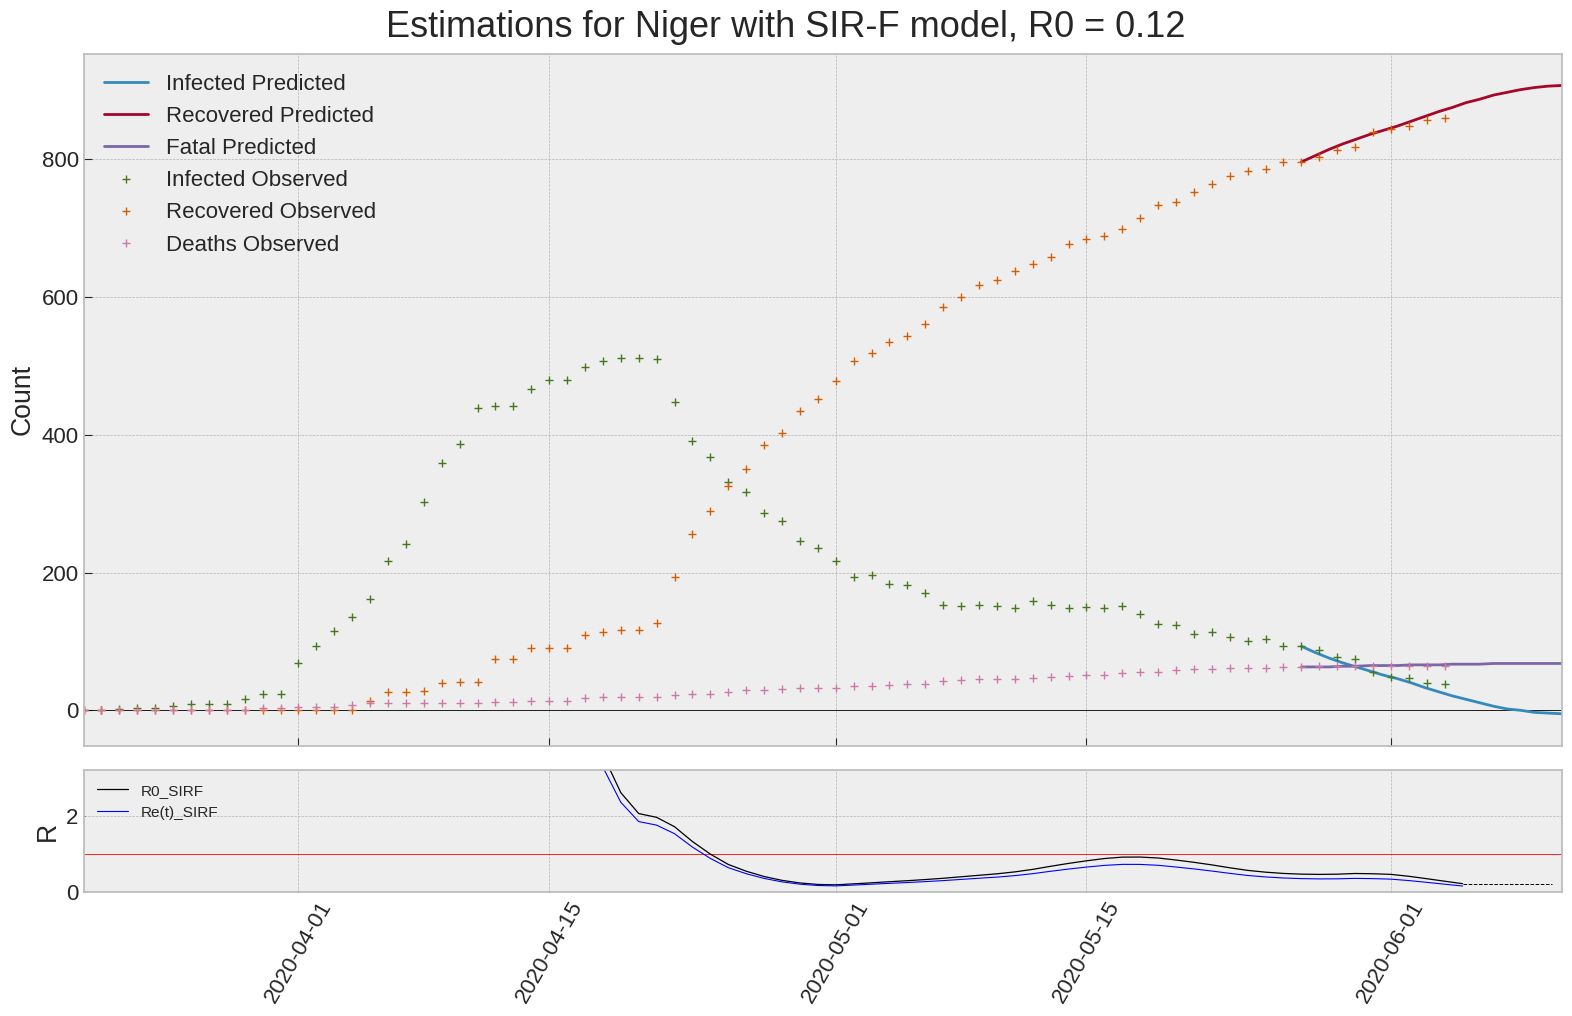 Estimations for Niger with SIR-F model, R0 = 0.12
Infected Predicted
Recovered Predicted
Fatal Predicted
Infected Observed
Recovered Observed
Deaths Observed
Count
800
600
400
200
0
R0_SIRF
Re(t)_SIRF
R
2
0
2020-04-01
2020-04-15
2020-05-01
2020-05-15
2020-06-01